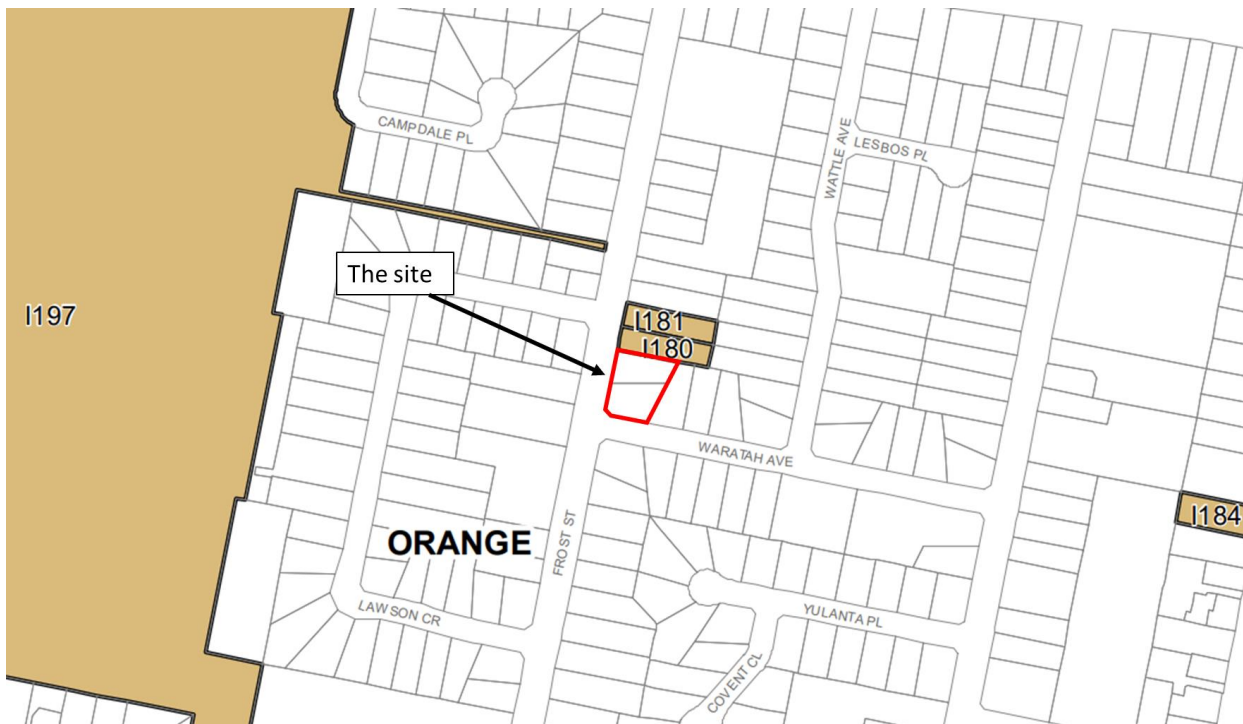 CAMPDALE PL
WATTLE AVE
LESBOS PL
The site
I197
I181
I180
WARATAH AVE
I184
ORANGE
FROST ST
LAWSON CR
YULANTA PL
COVENT CL